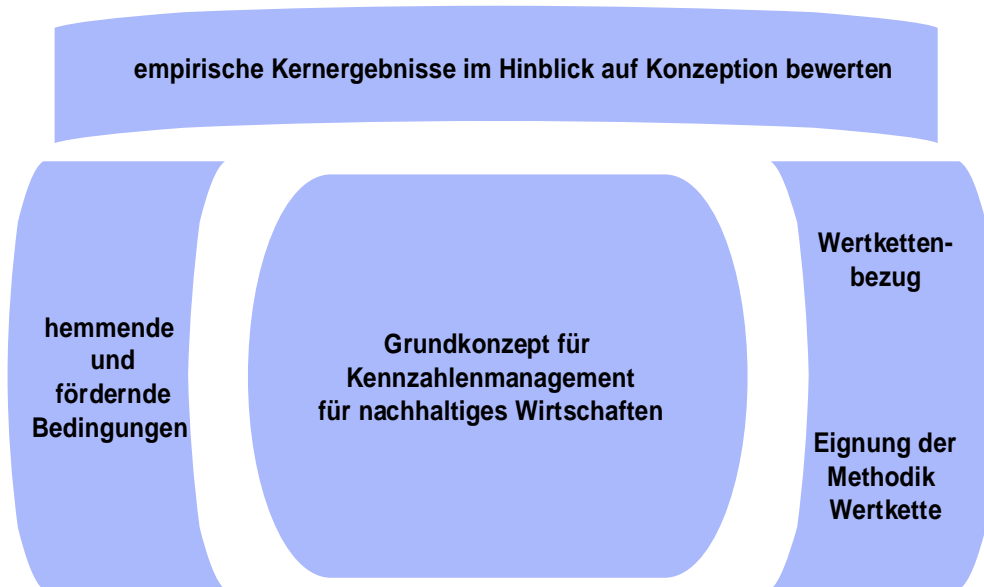 empirische Kernergebnisse im Hinblick auf Konzeption bewerten
hemmende
und
fördernde
Bedingungen
Grundkonzept für
Kennzahlenmanagement
für nachhaltiges Wirtschaften
Wertketten-
bezug
Eignung der
Methodik
Wertkette